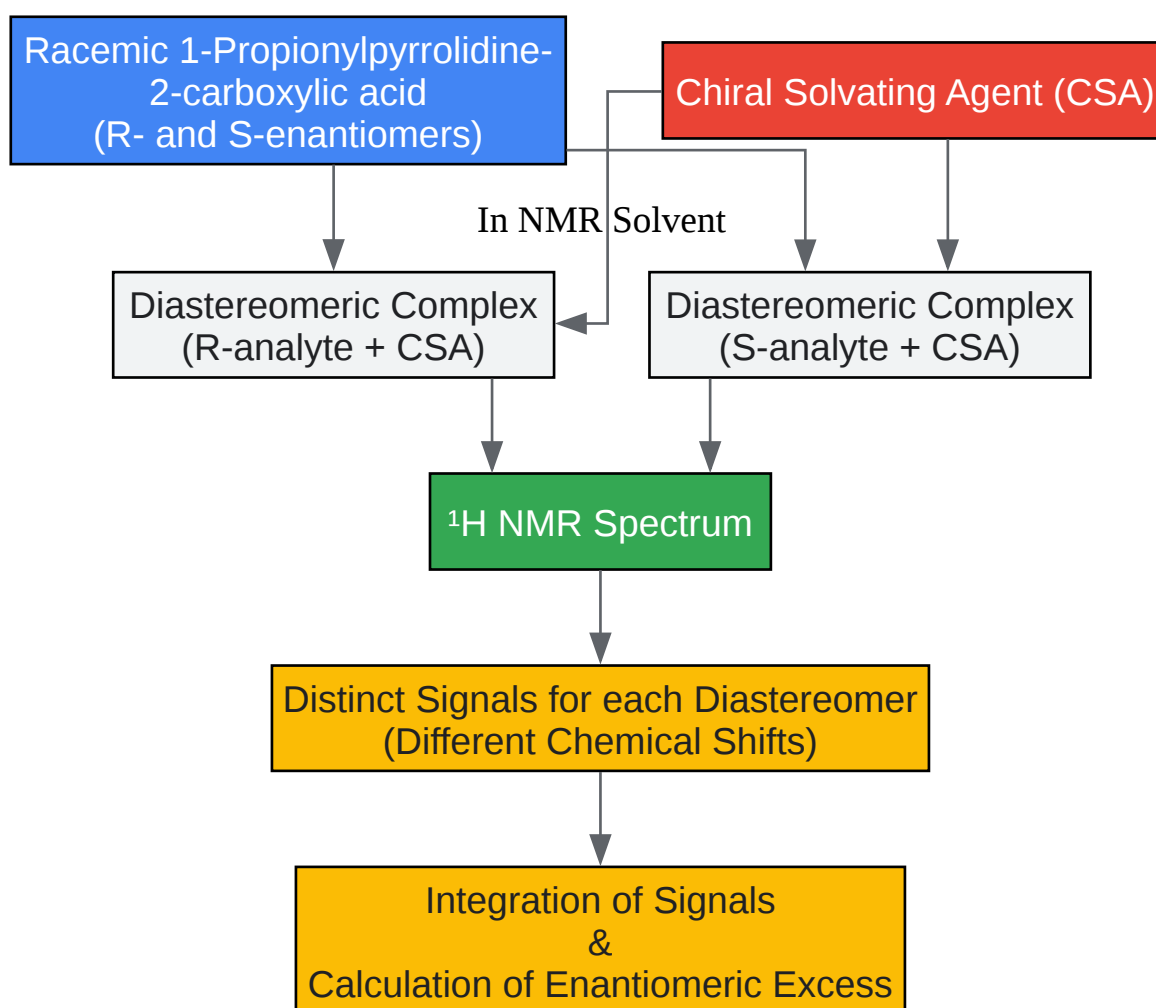 Racemic 1-Propionylpyrrolidine-
2-carboxylic acid
(R- and S-enantiomers)
Chiral Solvating Agent (CSA)
In NMR Solvent
Diastereomeric Complex
(R-analyte + CSA)
Diastereomeric Complex
(S-analyte + CSA)
¹H NMR Spectrum
Distinct Signals for each Diastereomer
(Different Chemical Shifts)
Integration of Signals
&
Calculation of Enantiomeric Excess